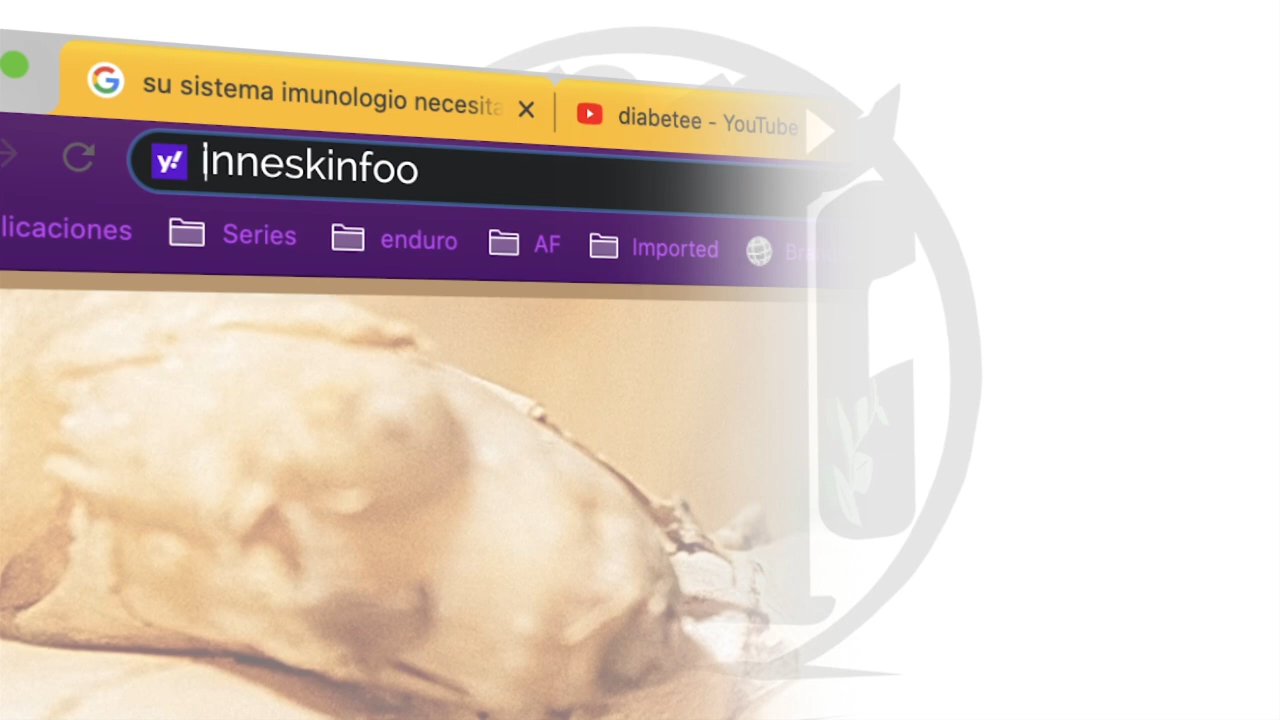 su sistema imunologio necesita
diabetee - YouTube
y!
inneskinfoo
licaciones
Series
enduro
AF
Imported